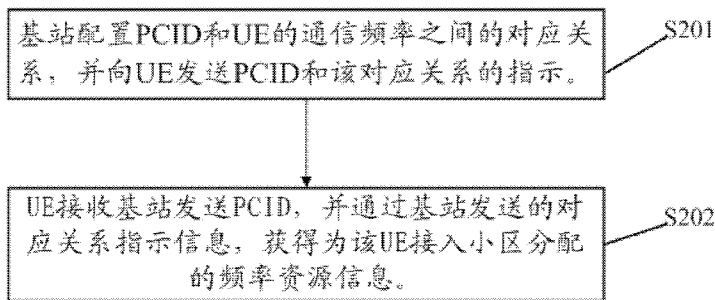 基站配置PCID和UE的通信频率之间的对应关
系，并向UE发送PCID和该对应关系的指示。
S201
UE接收基站发送PCID，并通过基站发送的对
应关系指示信息，获得为该UE接入小区分配
的频率资源信息。
S202